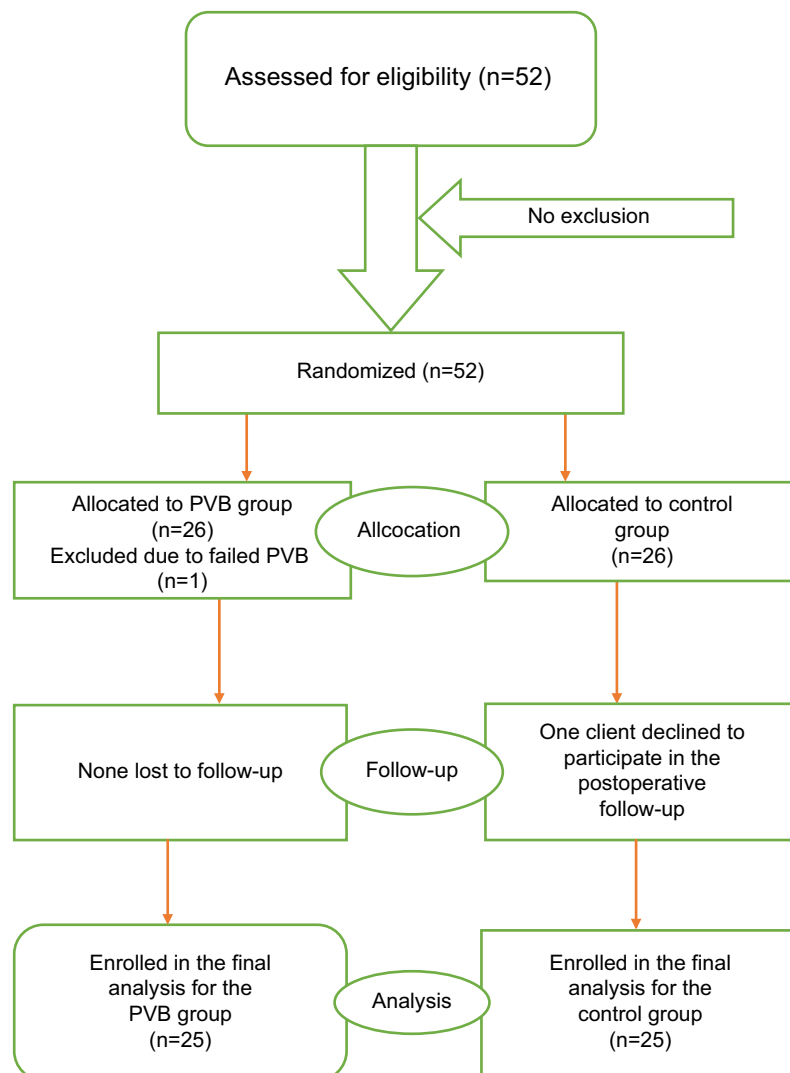 Assessed for eligibility (n=52)
No exclusion
Randomized (n=52)
Allocated to PVB group
(n=26)
Excluded due to failed PVB
(n=1)
Allcocation
Allocated to control
group
(n=26)
None lost to follow-up
Follow-up
One client declined to
participate in the
postoperative
follow-up
Enrolled in the final
analysis for the
PVB group
(n=25)
Analysis
Enrolled in the final
analysis for the
control group
(n=25)